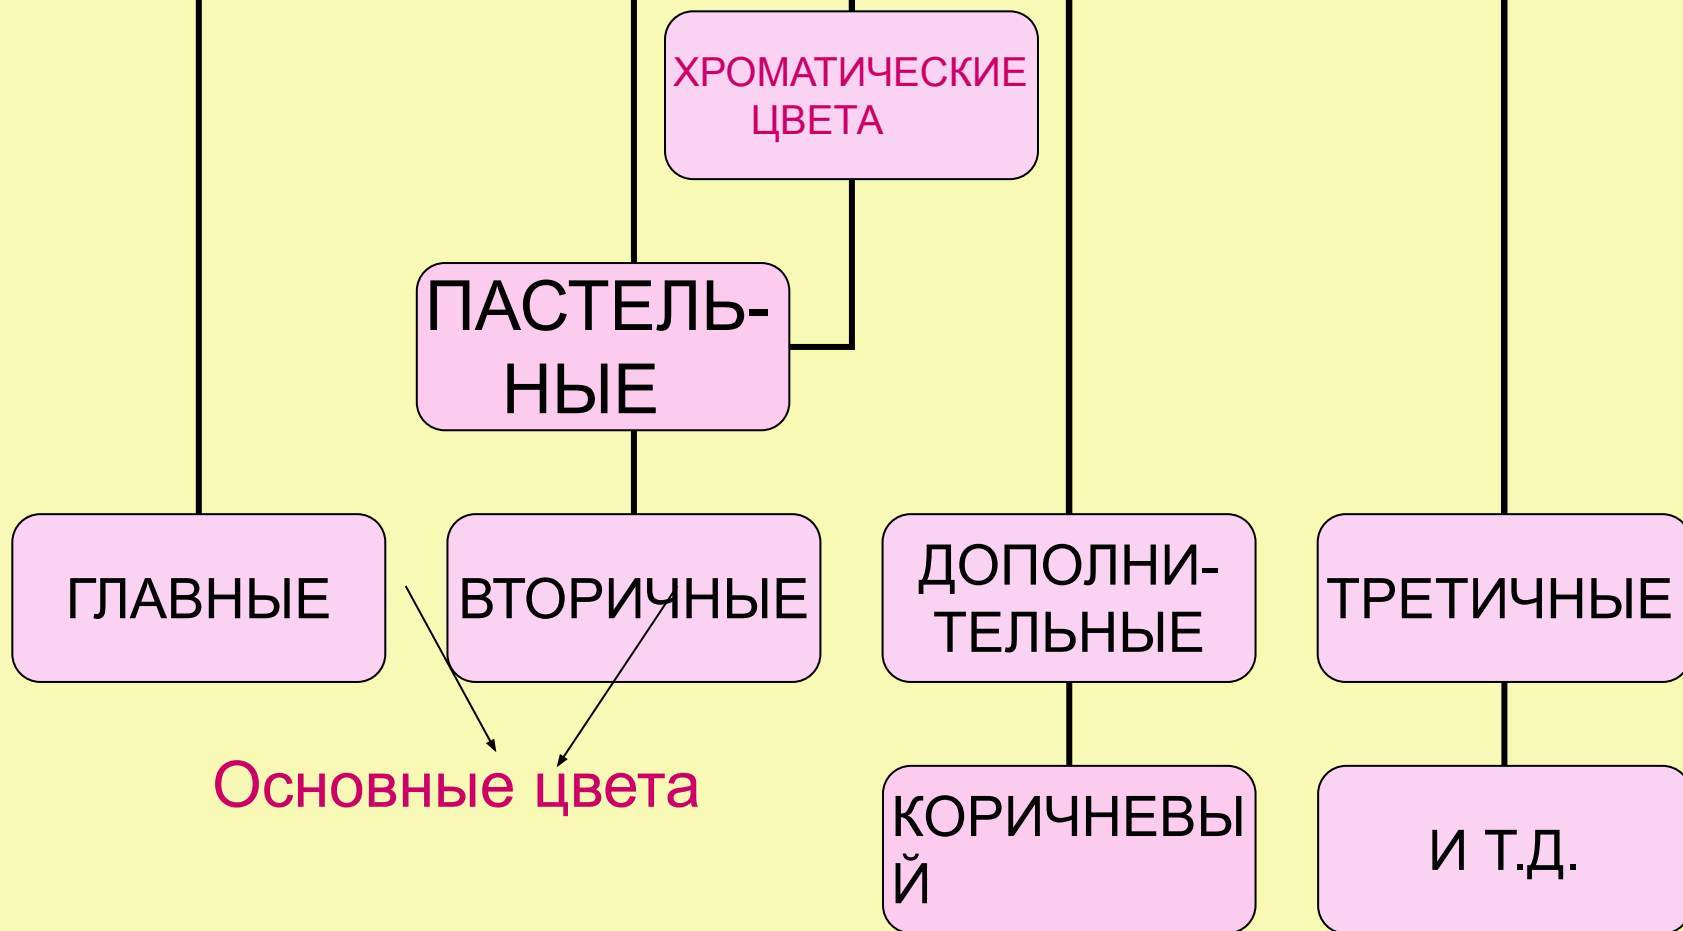 ХРОМАТИЧЕСКИЕ
ЦВЕТА
ПАСТЕЛЬ-
НЫЕ
ГЛАВНЫЕ
ВТОРИЧНЫЕ
ДОПОЛНИ-
ТЕЛЬНЫЕ
ТРЕТИЧНЫЕ
Основные цвета
КОРИЧНЕВЫ
Й
И Т.Д.